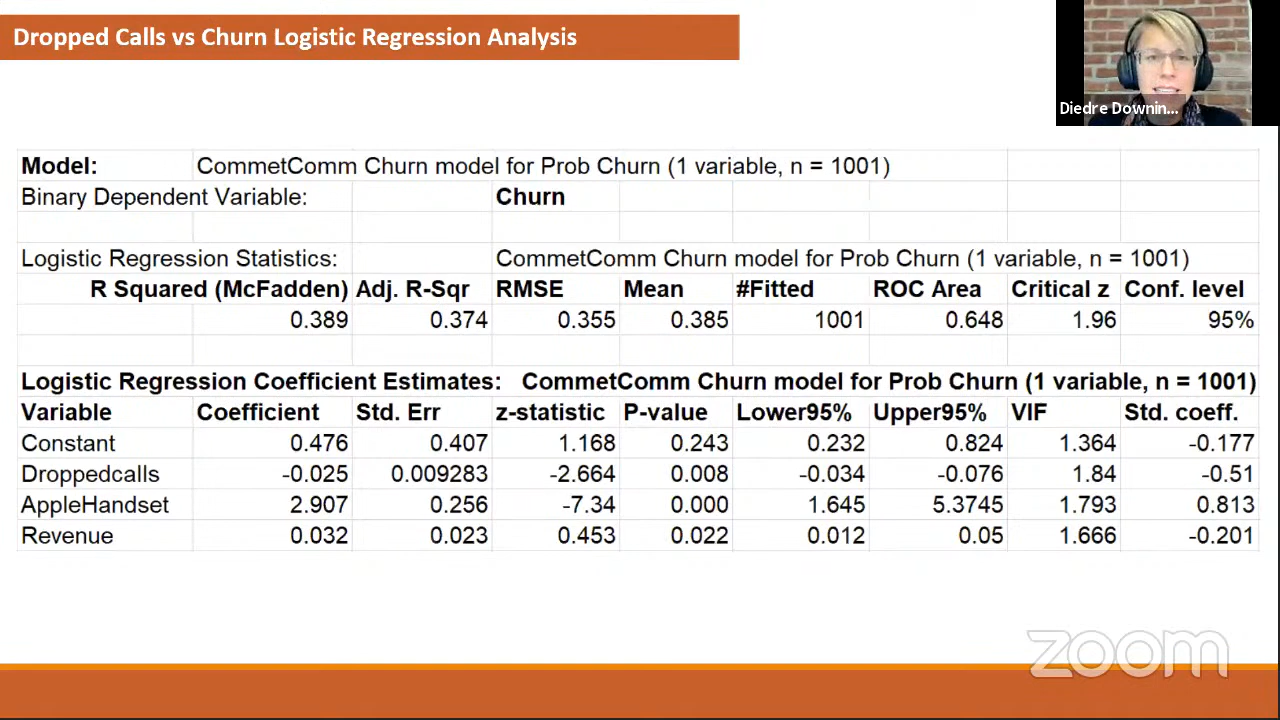 Dropped Calls vs Churn Logistic Regression Analysis
Diedre Downin...
Model: CommetComm Churn model for Prob Churn (1 variable, n = 1001)
Binary Dependent Variable: Churn
Logistic Regression Statistics: CommetComm Churn model for Prob Churn (1 variable, n = 1001)
R Squared (McFadden) Adj. R-Sqr RMSE Mean #Fitted ROC Area Critical z Conf. level
0.389 0.374 0.355 0.385 1001 0.648 1.96 95%
Logistic Regression Coefficient Estimates: CommetComm Churn model for Prob Churn (1 variable, n = 1001)
Variable Coefficient Std. Err z-statistic P-value Lower95% Upper95% VIF Std. coeff.
Constant 0.476 0.407 1.168 0.243 0.232 0.824 1.364 -0.177
Droppedcalls -0.025 0.009283 -2.664 0.008 -0.034 -0.076 1.84 -0.51
AppleHandset 2.907 0.256 -7.34 0.000 1.645 5.3745 1.793 0.813
Revenue 0.032 0.023 0.453 0.022 0.012 0.05 1.666 -0.201
zoom